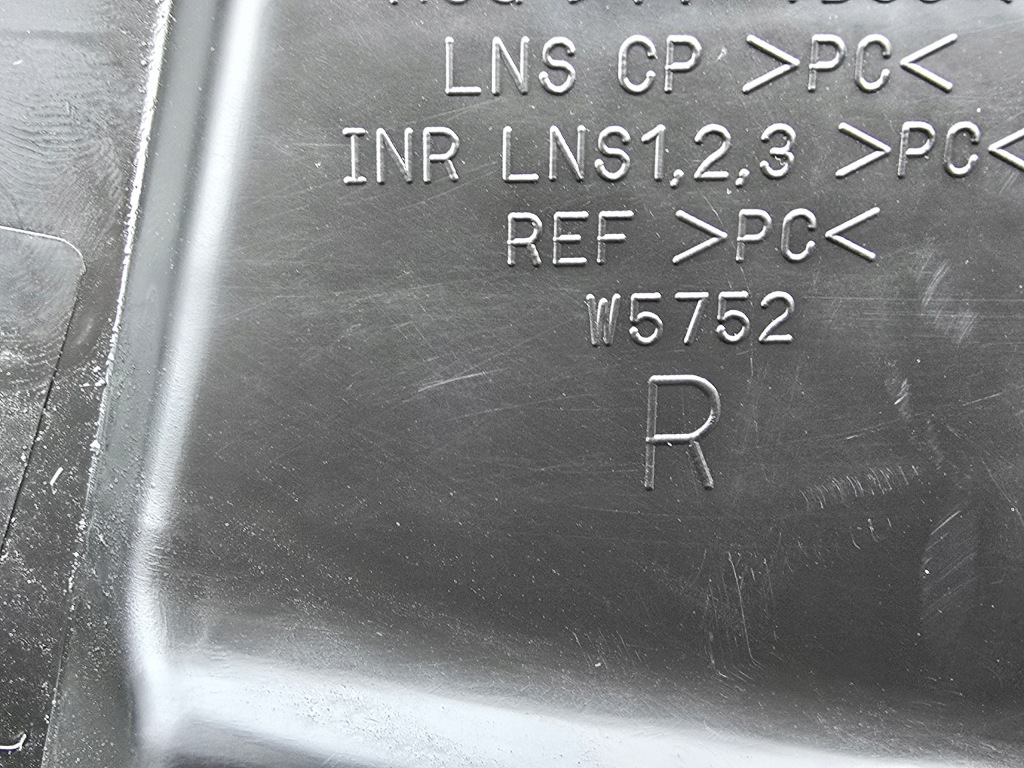 LNS CP >PC<
INR LNS1,2,3 >PC<
REF >PC<
W5752
R